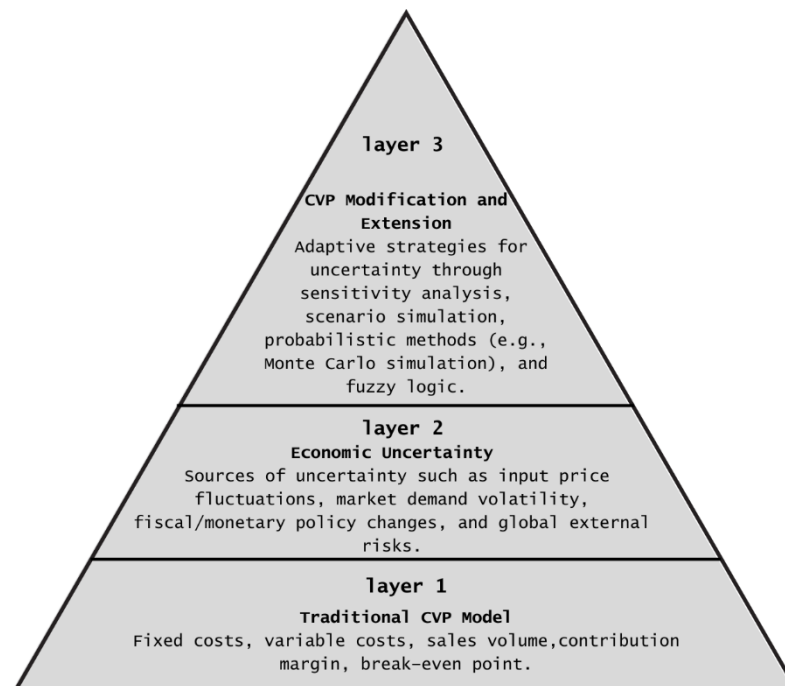 layer 3
CVP Modification and
Extension
Adaptive strategies for
uncertainty through
sensitivity analysis,
scenario simulation,
probabilistic methods (e.g.,
Monte Carlo simulation), and
fuzzy logic.
layer 2
Economic Uncertainty
Sources of uncertainty such as input price
fluctuations, market demand volatility,
fiscal/monetary policy changes, and global external
risks.
layer 1
Traditional CVP Model
Fixed costs, variable costs, sales volume,contribution
margin, break–even point.